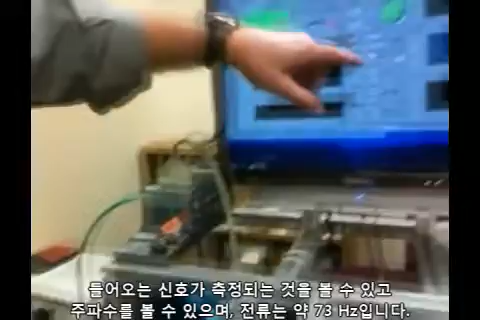 들어오는 신호가 측정되는 것을 볼 수 있고
주파수를 볼 수 있으며, 전류는 약 73 Hz입니다.